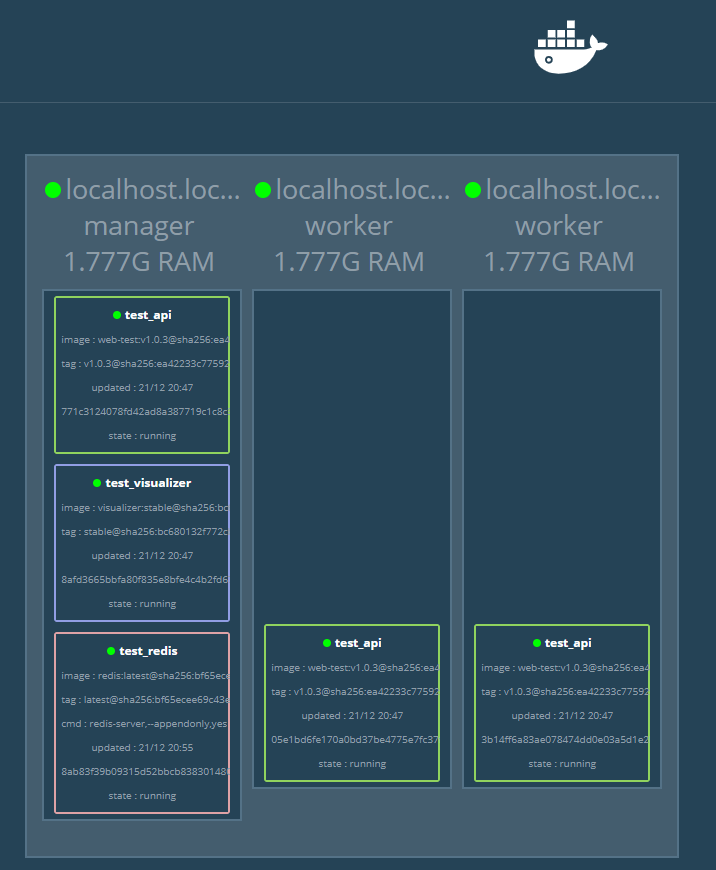 localhost.loc...
manager
1.777G RAM
test_api
image : web-test:v1.0.3@sha256:ea4
tag : v1.0.3@sha256:ea42233c77592
updated : 21/12 20:47
771c3124078fd42ad8a387719c1c8c
state : running
test_visualizer
image : visualizer:stable@sha256:bc
tag : stable@sha256:bc680132f772c
updated : 21/12 20:47
8afd3665bbfa80f835e8bfe4c4b2fd6
state : running
test_redis
image : redis:latest@sha256:bf65ece
tag : latest@sha256:bf65ecee69c43e
cmd : redis-server,--appendonly,yes
updated : 21/12 20:55
8ab83f39b09315d52bbcb838301480
state : running
localhost.loc...
worker
1.777G RAM
test_api
image : web-test:v1.0.3@sha256:ea4
tag : v1.0.3@sha256:ea42233c77592
updated : 21/12 20:47
05e1bd6fe170a0bd37be4775e7fc37
state : running
localhost.loc...
worker
1.777G RAM
test_api
image : web-test:v1.0.3@sha256:ea4
tag : v1.0.3@sha256:ea42233c77592
updated : 21/12 20:47
3b14ff6a83ae078474dd0e03a5d1e2
state : running